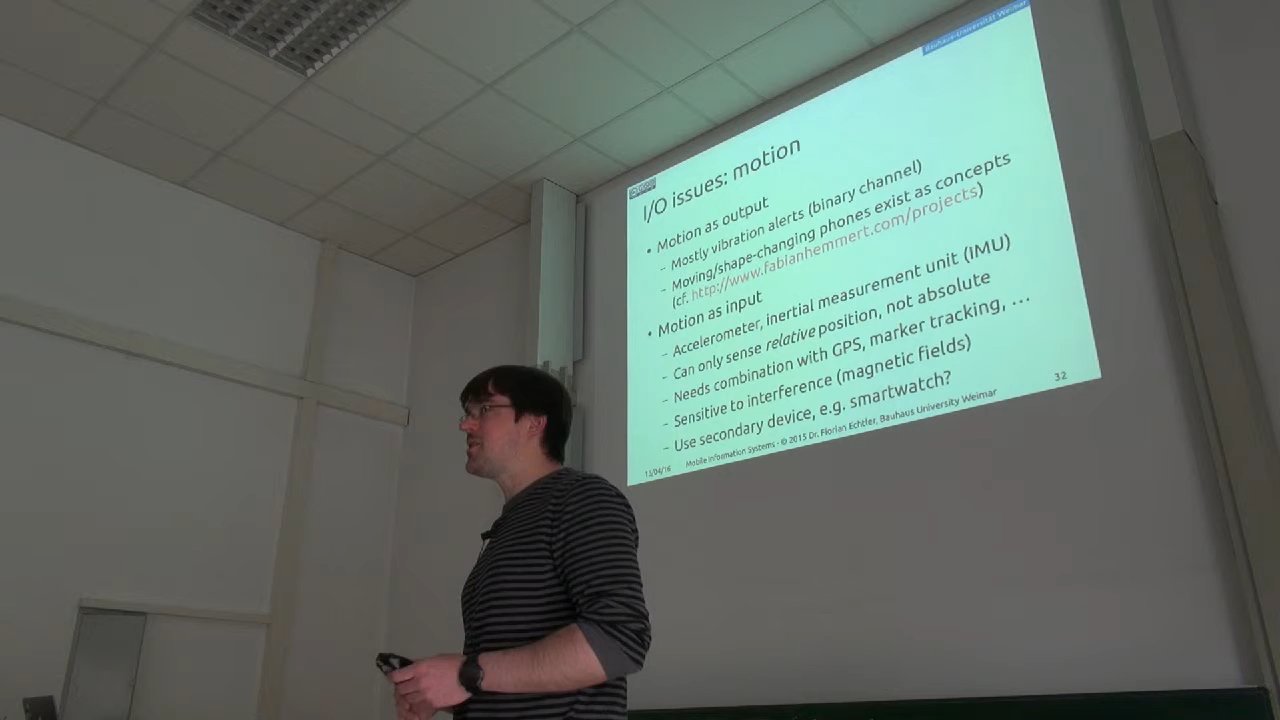 Bauhaus-Universität Weimar
I/O issues: motion
• Motion as output
– Mostly vibration alerts (binary channel)
– Moving/shape-changing phones exist as concepts
(cf. http://www.fabianhemmert.com/projects)
• Motion as input
– Accelerometer, inertial measurement unit (IMU)
– Can only sense relative position, not absolute
– Needs combination with GPS, marker tracking, …
– Sensitive to interference (magnetic fields)
– Use secondary device, e.g. smartwatch?
32
15/04/16 Mobile Information Systems - © 2015 Dr. Florian Echtler, Bauhaus University Weimar